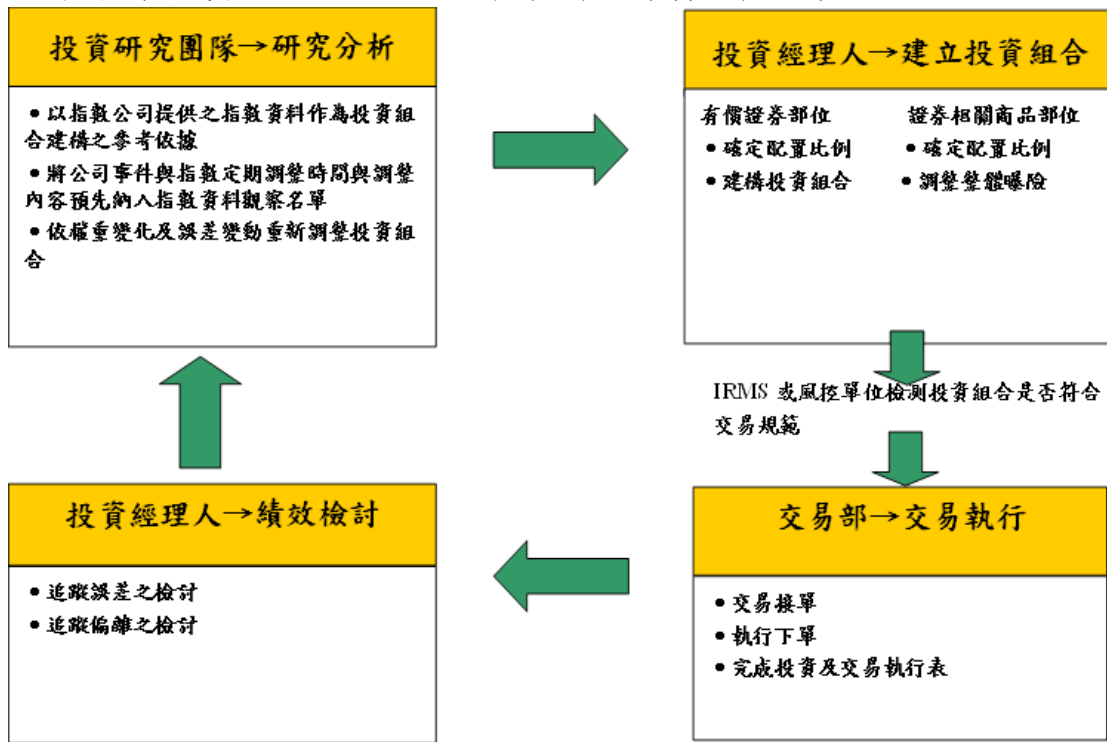 投資研究團隊→研究分析
• 以指數公司提供之指數資料作為投資組
合建構之參考依據
• 將公司事件與指數定期調整時間與調整
內容預先納入指數資料觀察名單
• 依權重變化及誤差變動重新調整投資組
合
投資經理人→建立投資組合
有價證券部位
• 確定配置比例
• 建構投資組合
證券相關商品部位
• 確定配置比例
• 調整整體曝險
IRMS 或風控單位檢測投資組合是否符合
交易規範
交易部→交易執行
• 交易接單
• 執行下單
• 完成投資及交易執行表
投資經理人→績效檢討
• 追蹤誤差之檢討
• 追蹤偏離之檢討